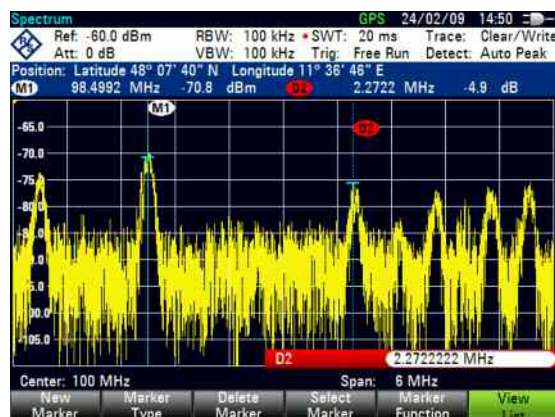 Spectrum GPS 24/02/09 14:50
Ref: -60.0 dBm RBW: 100 kHz SWT: 20 ms Trace: Clear/Write
Att: 0 dB VBW: 100 kHz Trig: Free Run Detect: Auto Peak
Position: Latitude 48° 07' 40" N Longitude 11° 36' 46" E
M1 98.4992 MHz -70.8 dBm D2 2.2722 MHz -4.9 dB
M1
-65.0
D2
-70.0
-75.0
-80.0
D2 2.2722222 MHz
-105.0
Center: 100 MHz Span: 6 MHz
New Marker Delete Select Marker View
Marker Type Marker Marker Function List